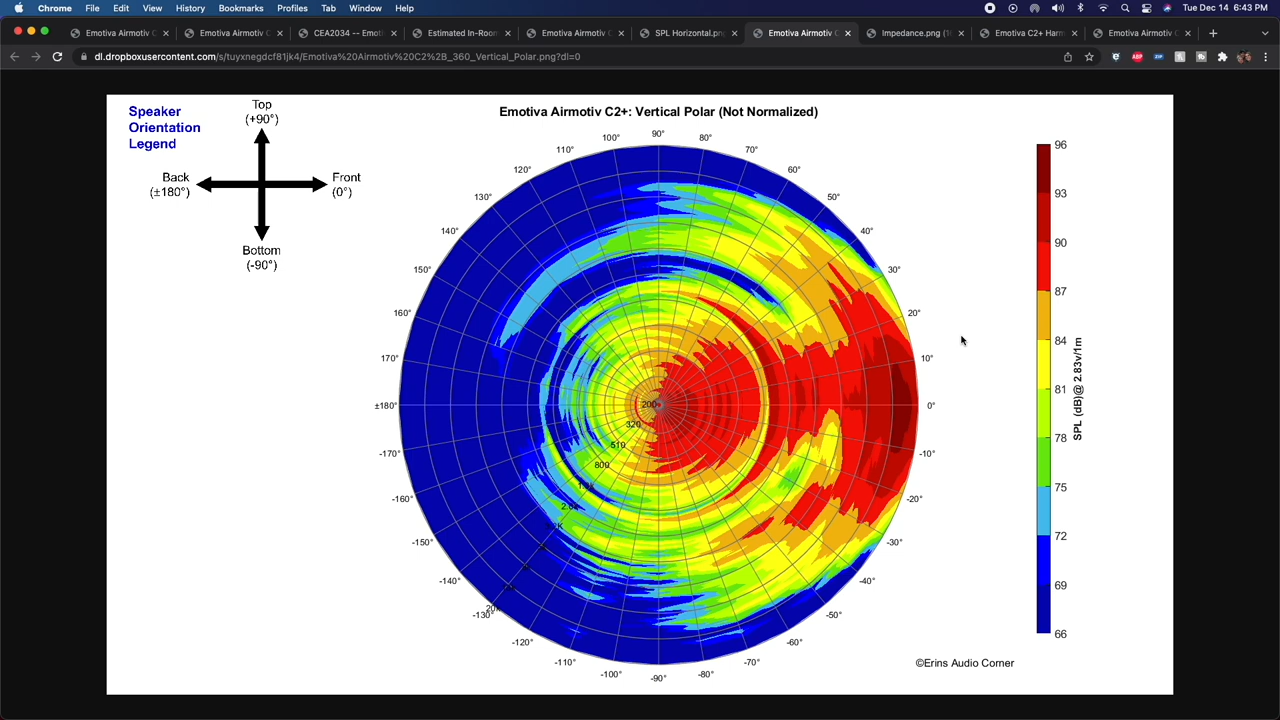 Chrome File Edit View History Bookmarks Profiles Tab Window Help Tue Dec 14 6:43 PM
Emotiva Airmotiv C Emotiva Airmotiv C CEA2034 -- Emoti Estimated In-Room Emotiva Airmotiv C SPL Horizontal.pn Emotiva Airmotiv C Impedance.png Emotiva C2+ Harm Emotiva Airmotiv C
dl.dropboxusercontent.com/s/tuyxnegdcf81jk4/Emotiva%20Airmotiv%20C2%2B_360_Vertical_Polar.png?dl=0
Speaker
Orientation
Legend
Top
(+90°)
Back
(±180°)
Front
(0°)
Bottom
(-90°)
Emotiva Airmotiv C2+: Vertical Polar (Not Normalized)
90°
100° 80°
110° 70°
120° 60°
130° 50°
140° 40°
150° 30°
160° 20°
170° 10°
±180° 0°
-170° -10°
-160° -20°
-150° -30°
-140° -40°
-130° -50°
-120° -60°
-110° -70°
-100° -80°
-90°
200
320
510
800
20K
96
93
90
87
84
81
78
75
72
69
66
SPL (dB)@ 2.83v/1m
©Erins Audio Corner